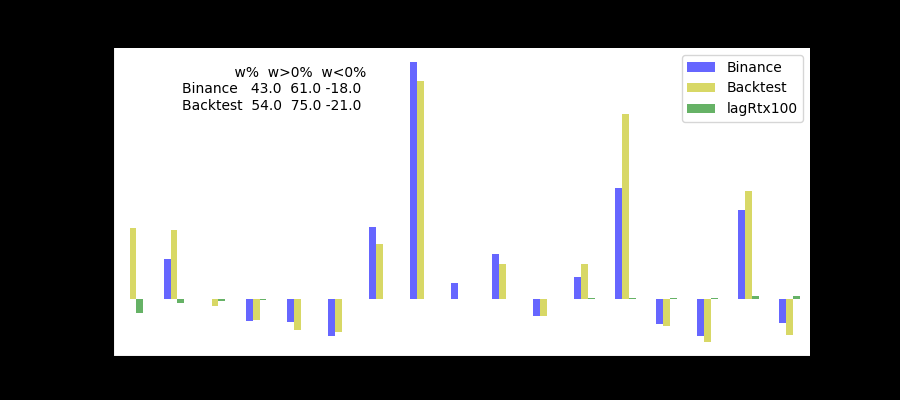 w% w>0% w<0%
Binance 43.0 61.0 -18.0
Backtest 54.0 75.0 -21.0
Binance
Backtest
lagRtx100